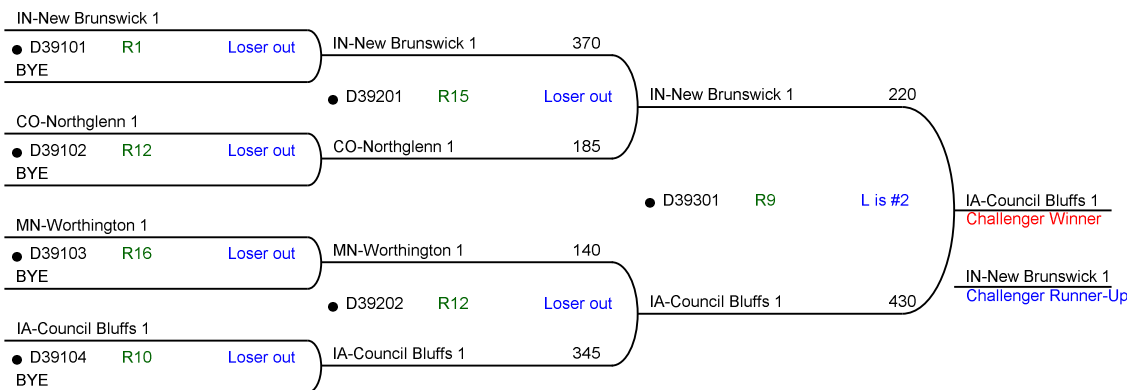 IN-New Brunswick 1
D39101 R1 Loser out
BYE
IN-New Brunswick 1 370
D39201 R15 Loser out
CO-Northglenn 1
D39102 R12 Loser out
BYE
CO-Northglenn 1 185
IN-New Brunswick 1 220
D39301 R9 L is #2
MN-Worthington 1
D39103 R16 Loser out
BYE
MN-Worthington 1 140
D39202 R12 Loser out
IA-Council Bluffs 1
D39104 R10 Loser out
BYE
IA-Council Bluffs 1 345
IA-Council Bluffs 1 430
IA-Council Bluffs 1
Challenger Winner
IN-New Brunswick 1
Challenger Runner-Up